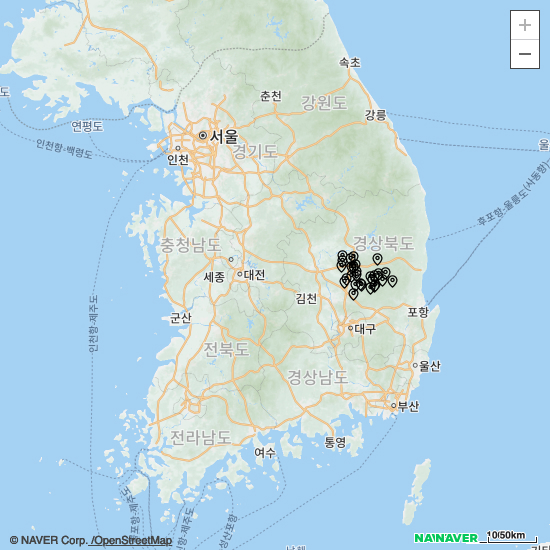 +
−
속초
춘천
강원도
강릉
도
연평도
서울
인천
경기도
인천항-백령도
울
후포항-울릉도(사동항)
경상북도
충청남도
세종
대전
김천
포항
인천항-제주도
군산
대구
전북도
경상남도
울산
부산
전라남도
통영
여수
© NAVER Corp. /OpenStreetMap
NAVER
10/50km